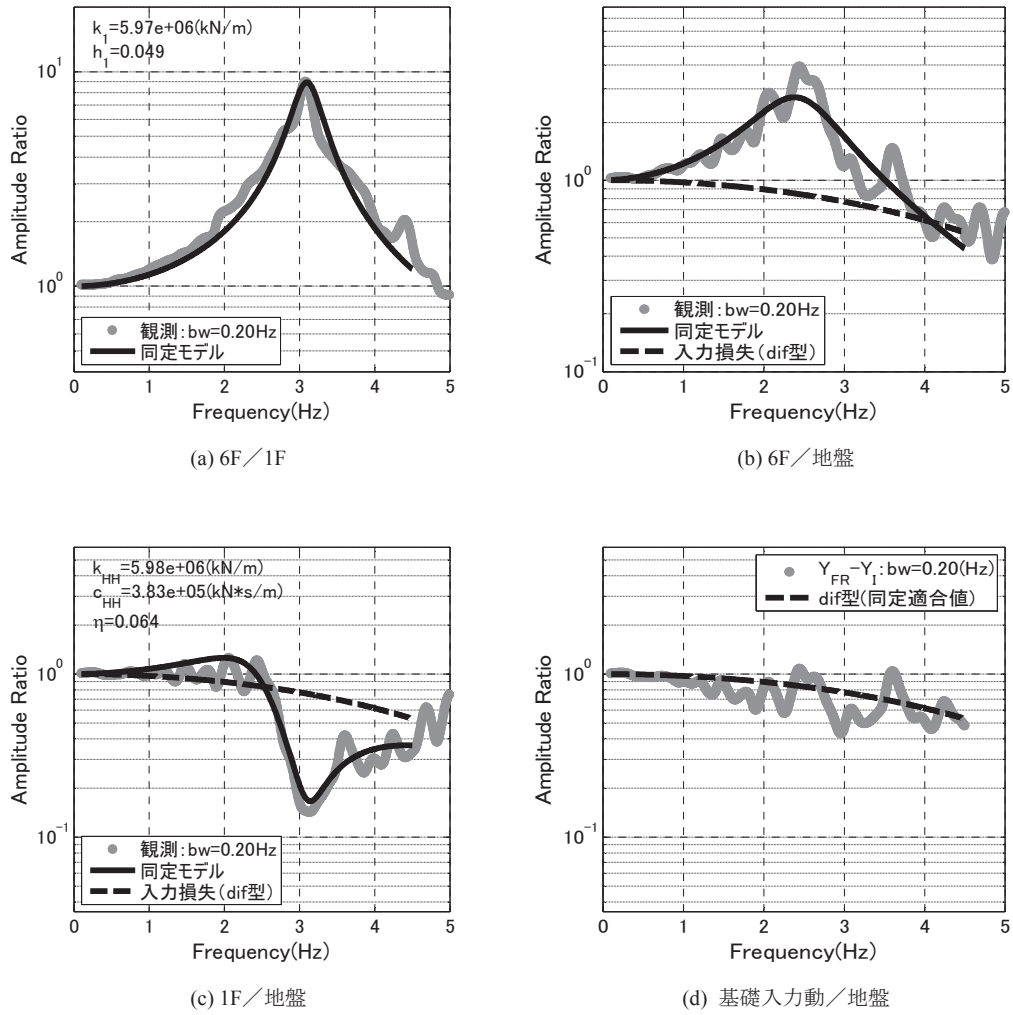 k_1=5.97e+06(kN/m)
h_1=0.049
10^1
10^0
Amplitude Ratio
観測:bw=0.20Hz
同定モデル
0 1 2 3 4 5
Frequency(Hz)
(a) 6F／1F
10^0
10^-1
Amplitude Ratio
観測:bw=0.20Hz
同定モデル
入力損失(dif型)
0 1 2 3 4 5
Frequency(Hz)
(b) 6F／地盤
k_HH=5.98e+06(kN/m)
c_HH=3.83e+05(kN*s/m)
η=0.064
10^0
10^-1
Amplitude Ratio
観測:bw=0.20Hz
同定モデル
入力損失(dif型)
0 1 2 3 4 5
Frequency(Hz)
(c) 1F／地盤
Y_FR-Y_I:bw=0.20(Hz)
dif型(同定適合値)
10^0
10^-1
Amplitude Ratio
0 1 2 3 4 5
Frequency(Hz)
(d) 基礎入力動／地盤